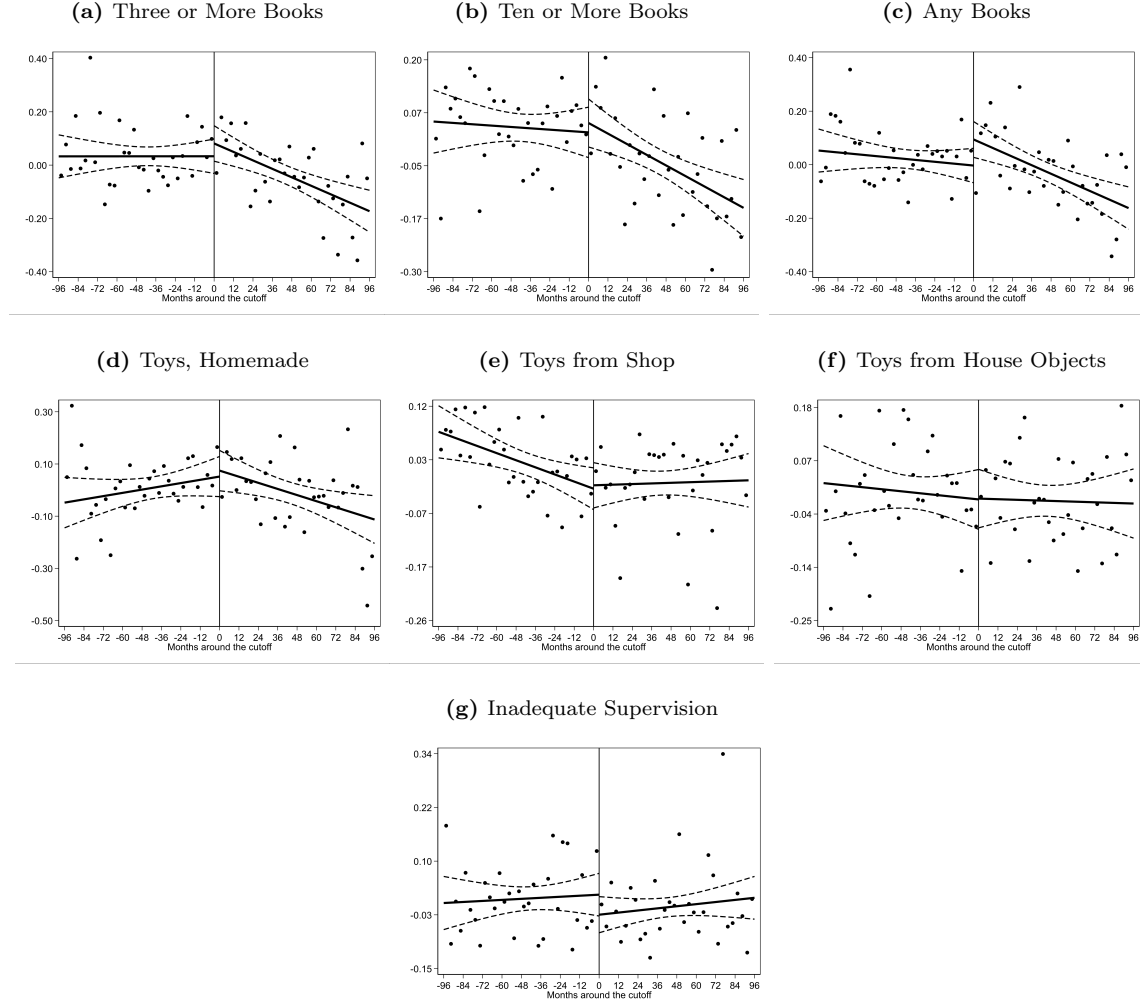 (a) Three or More Books
0.40
0.20
0.00
-0.20
-0.40
-96 -84 -72 -60 -48 -36 -24 -12 0 12 24 36 48 60 72 84 96
Months around the cutoff
(b) Ten or More Books
0.20
0.07
-0.05
-0.17
-0.30
-96 -84 -72 -60 -48 -36 -24 -12 0 12 24 36 48 60 72 84 96
Months around the cutoff
(c) Any Books
0.40
0.20
0.00
-0.20
-0.40
-96 -84 -72 -60 -48 -36 -24 -12 0 12 24 36 48 60 72 84 96
Months around the cutoff
(d) Toys, Homemade
0.30
0.10
-0.10
-0.30
-0.50
-96 -84 -72 -60 -48 -36 -24 -12 0 12 24 36 48 60 72 84 96
Months around the cutoff
(e) Toys from Shop
0.12
0.03
-0.07
-0.17
-0.26
-96 -84 -72 -60 -48 -36 -24 -12 0 12 24 36 48 60 72 84 96
Months around the cutoff
(f) Toys from House Objects
0.18
0.07
-0.04
-0.14
-0.25
-96 -84 -72 -60 -48 -36 -24 -12 0 12 24 36 48 60 72 84 96
Months around the cutoff
(g) Inadequate Supervision
0.34
0.22
0.10
-0.03
-0.15
-96 -84 -72 -60 -48 -36 -24 -12 0 12 24 36 48 60 72 84 96
Months around the cutoff